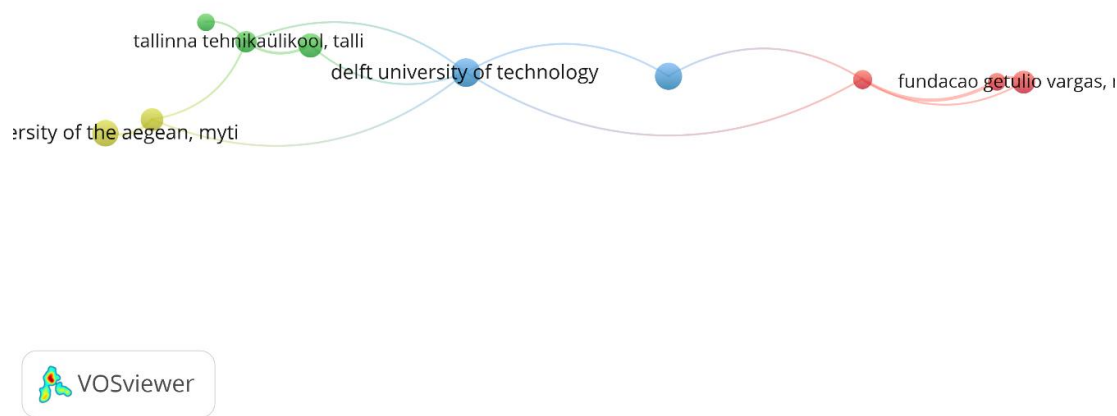 tallinna tehnikaülikool, talli
delft university of technology
fundacao getulio vargas, r
ersity of the aegean, myti
VOSviewer